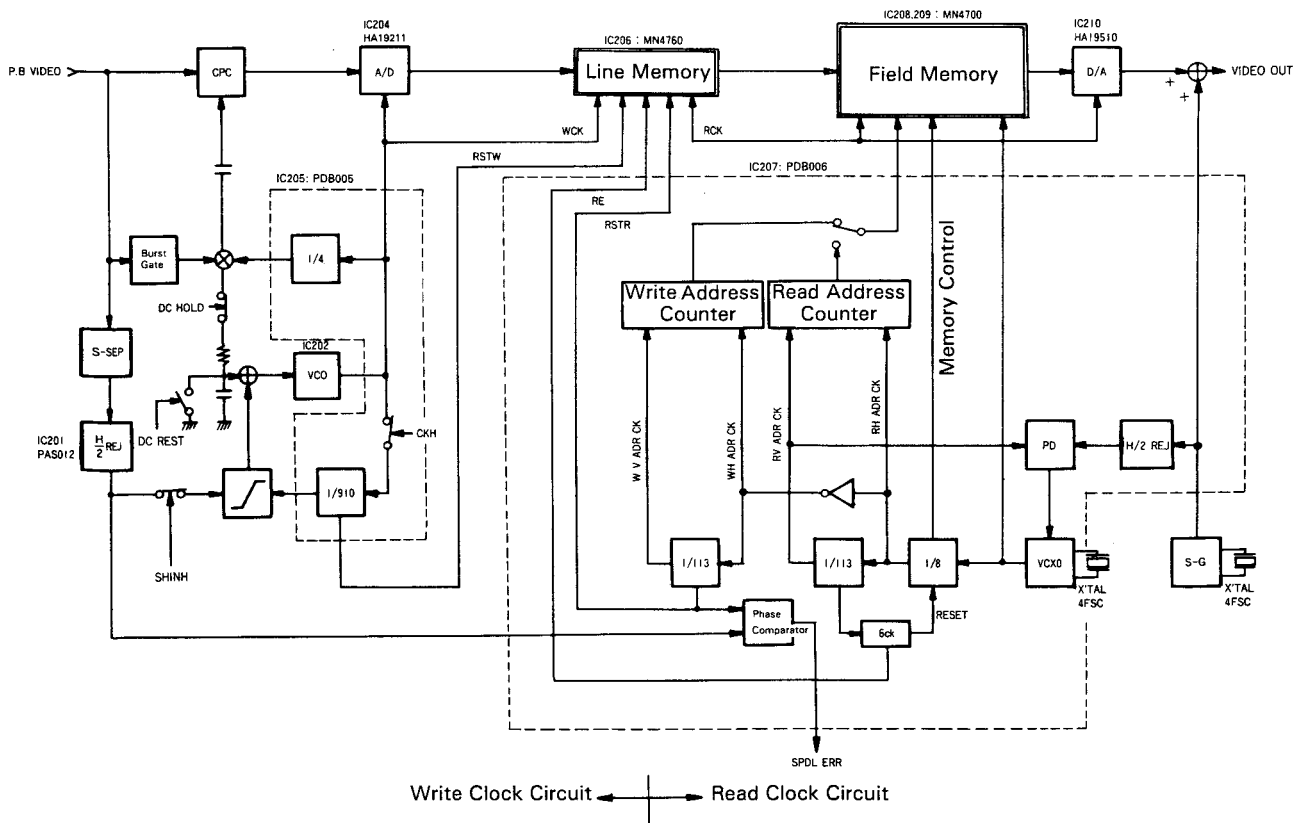 IC204
HA19211
IC206 : MN4760
IC208,209 : MN4700
IC210
HA19510
P.B VIDEO
CPC
A/D
Line Memory
Field Memory
D/A
VIDEO OUT
+
+
WCK
RCK
RSTW
IC205: PDB005
IC207: PDB006
RE
RSTR
Burst
Gate
1/4
DC HOLD
Write Address
Counter
Read Address
Counter
Memory Control
S-SEP
IC202
VCO
W V ADR CK
WH ADR CK
RV ADR CK
RH ADR CK
IC201
PAS012
H/2 REJ
DC REST
CKH
PD
H/2 REJ
1/910
SHINH
1/113
1/113
1/8
VCXO
X'TAL
4FSC
S-G
X'TAL
4FSC
RESET
Phase
Comparator
6ck
SPDL ERR
Write Clock Circuit
Read Clock Circuit